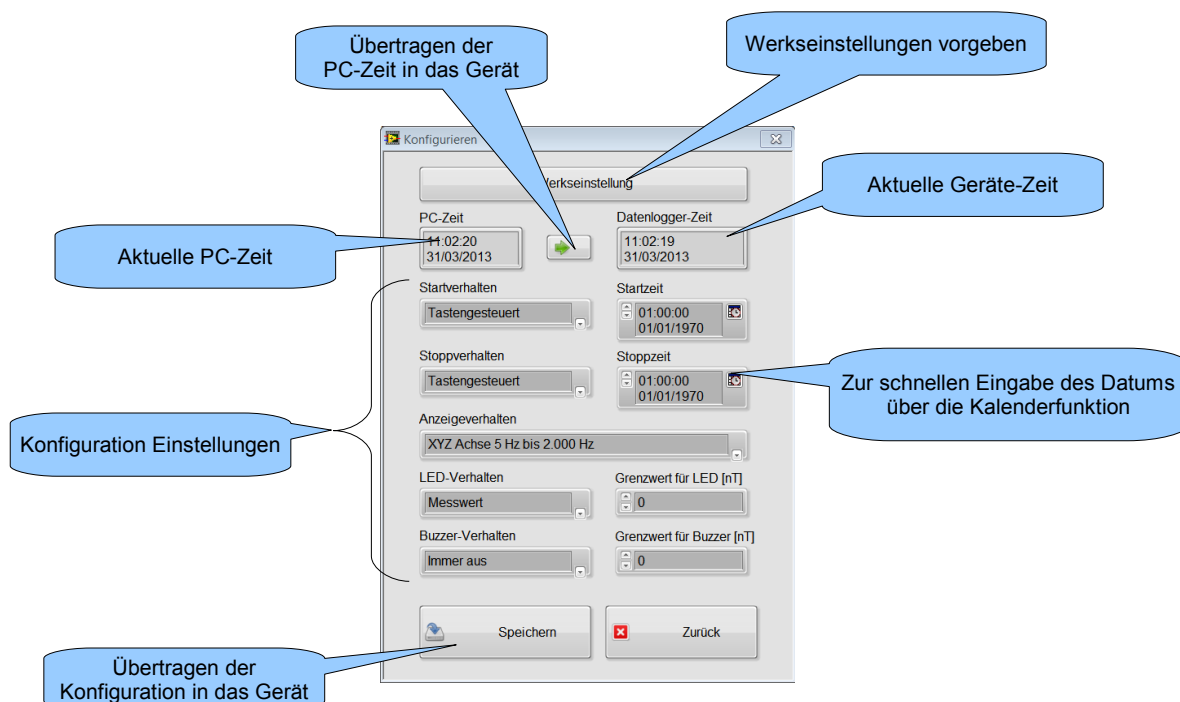 Übertragen der
PC-Zeit in das Gerät
Werkseinstellungen vorgeben
Konfigurieren
Werkseinstellung
Aktuelle Geräte-Zeit
PC-Zeit
Datenlogger-Zeit
Aktuelle PC-Zeit
11:02:20
31/03/2013
11:02:19
31/03/2013
Startverhalten
Startzeit
Tastengesteuert
01:00:00
01/01/1970
Stoppverhalten
Stoppzeit
Tastengesteuert
01:00:00
01/01/1970
Zur schnellen Eingabe des Datums
über die Kalenderfunktion
Anzeigeverhalten
XYZ Achse 5 Hz bis 2.000 Hz
Konfiguration Einstellungen
LED-Verhalten
Grenzwert für LED [nT]
Messwert
0
Buzzer-Verhalten
Grenzwert für Buzzer [nT]
Immer aus
0
Speichern
Zurück
Übertragen der
Konfiguration in das Gerät